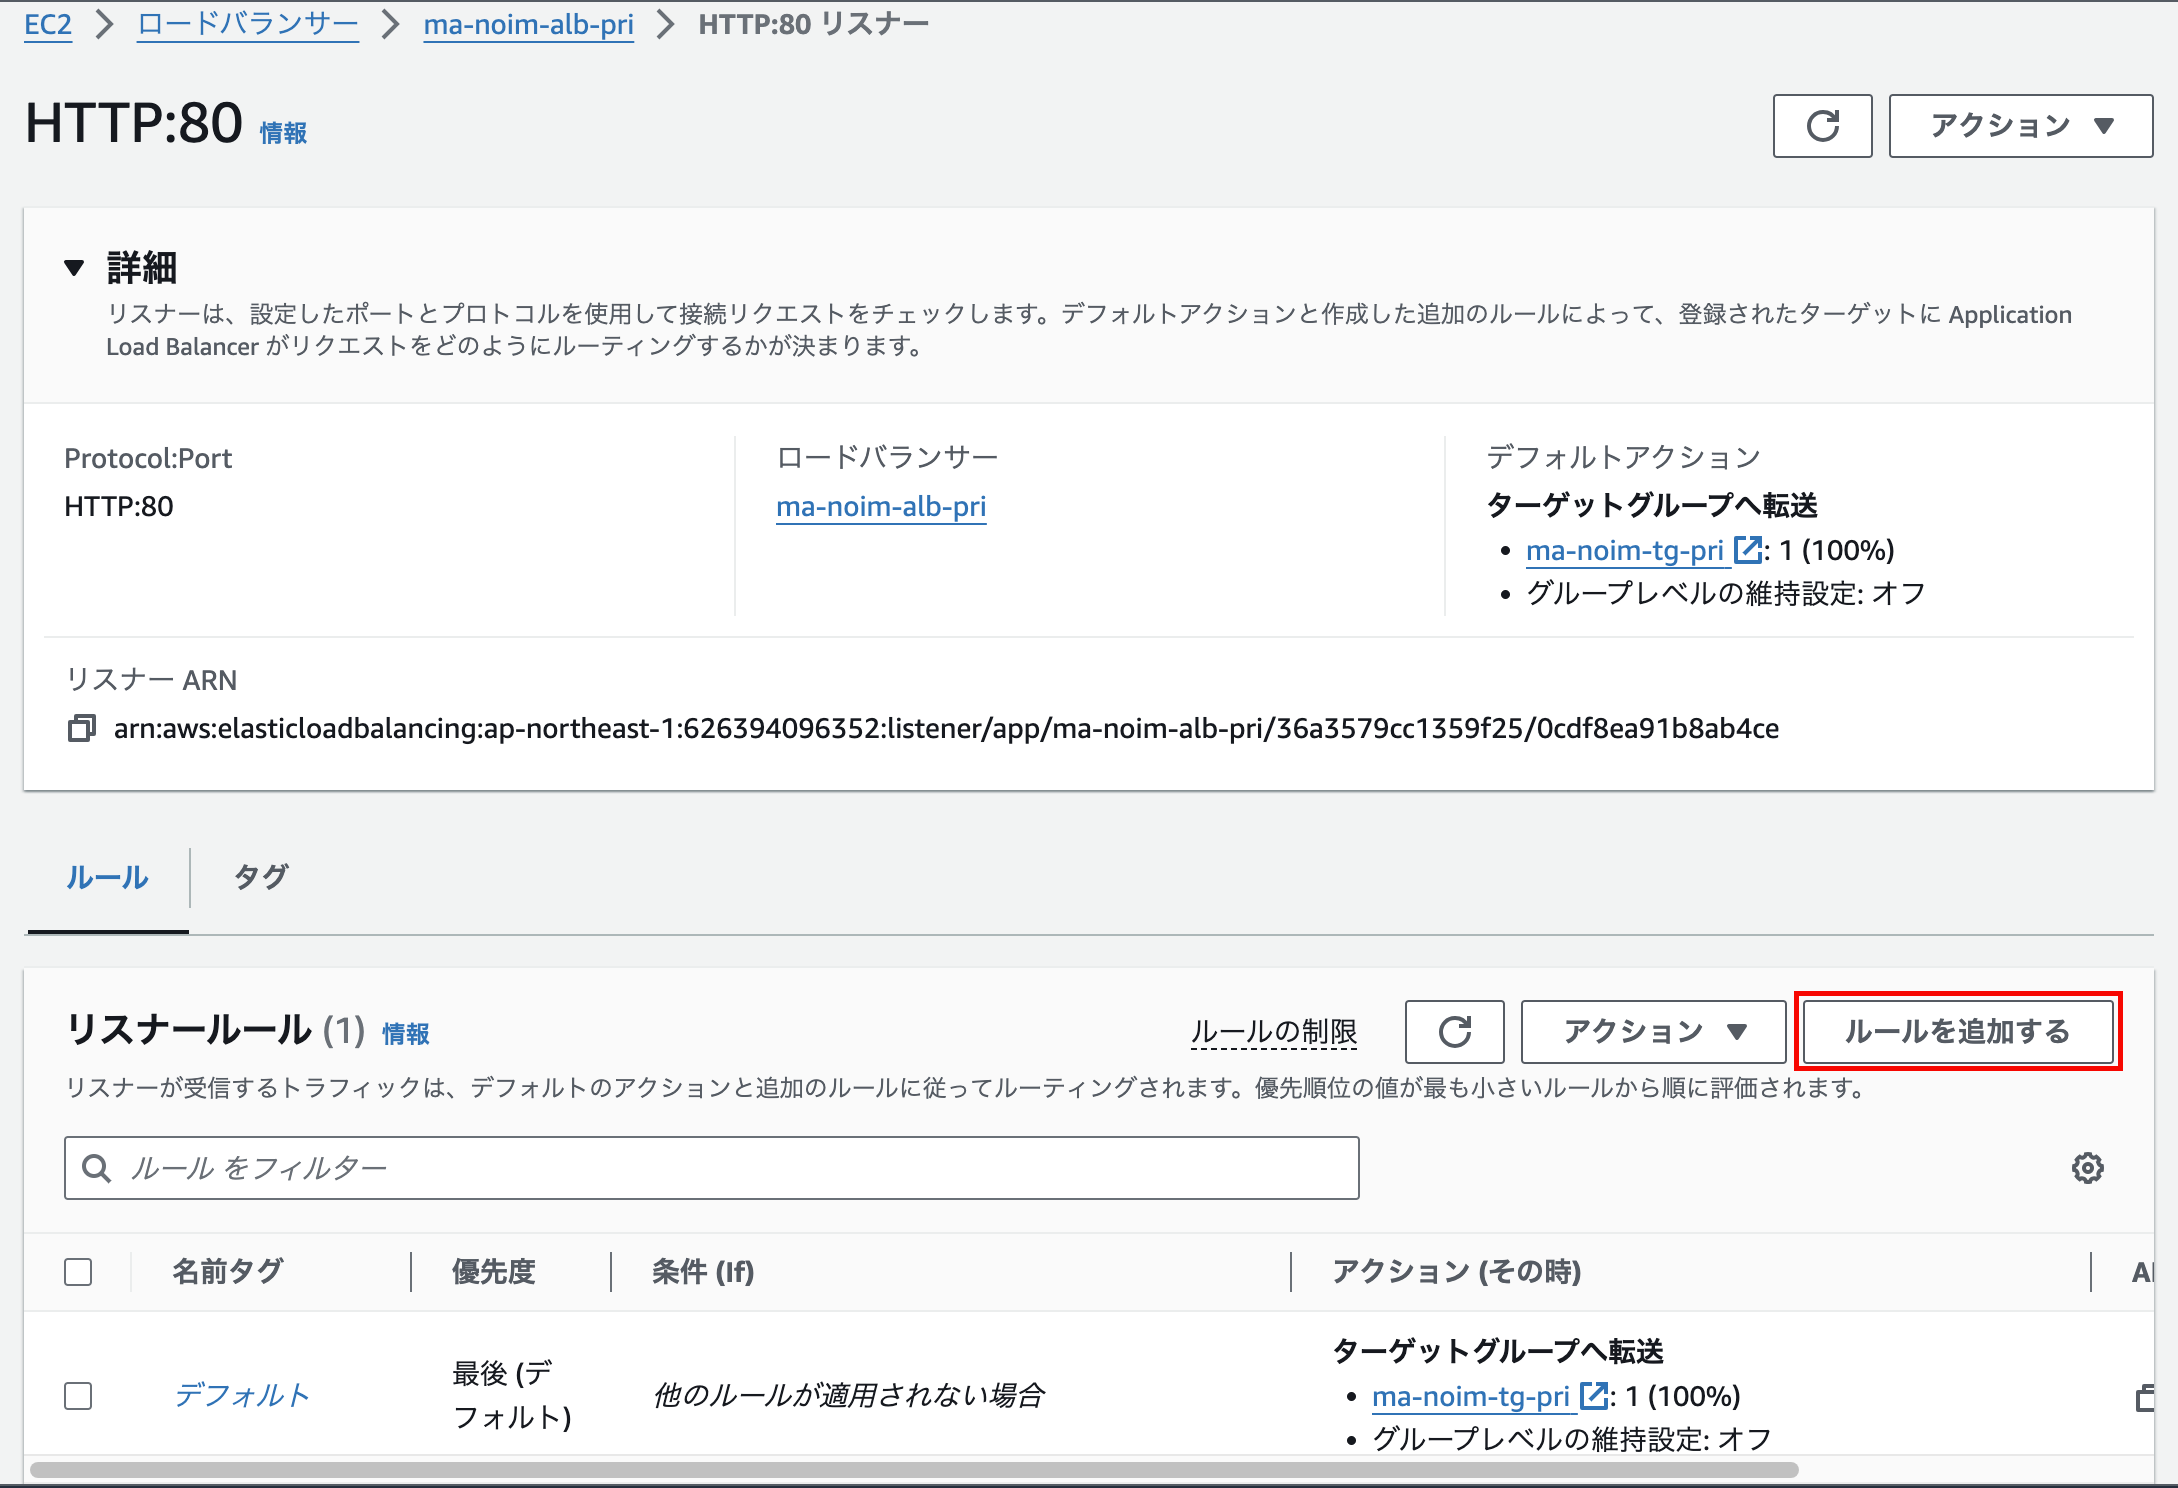 EC2 ロードバランサー ma-noim-alb-pri HTTP:80 リスナー
HTTP:80 情報
アクション
詳細
リスナーは、設定したポートとプロトコルを使用して接続リクエストをチェックします。デフォルトアクションと作成した追加のルールによって、登録されたターゲットに Application
Load Balancer がリクエストをどのようにルーティングするかが決まります。
Protocol:Port
HTTP:80
ロードバランサー
ma-noim-alb-pri
デフォルトアクション
ターゲットグループへ転送
• ma-noim-tg-pri : 1 (100%)
• グループレベルの維持設定: オフ
リスナー ARN
arn:aws:elasticloadbalancing:ap-northeast-1:626394096352:listener/app/ma-noim-alb-pri/36a3579cc1359f25/0cdf8ea91b8ab4ce
ルール タグ
リスナールール (1) 情報
ルールの制限 アクション ルールを追加する
リスナーが受信するトラフィックは、デフォルトのアクションと追加のルールに従ってルーティングされます。優先順位の値が最も小さいルールから順に評価されます。
ルール をフィルター
名前タグ 優先度 条件 (If) アクション (その時)
デフォルト
最後 (デ
フォルト)
他のルールが適用されない場合
ターゲットグループへ転送
• ma-noim-tg-pri : 1 (100%)
• グループレベルの維持設定: オフ